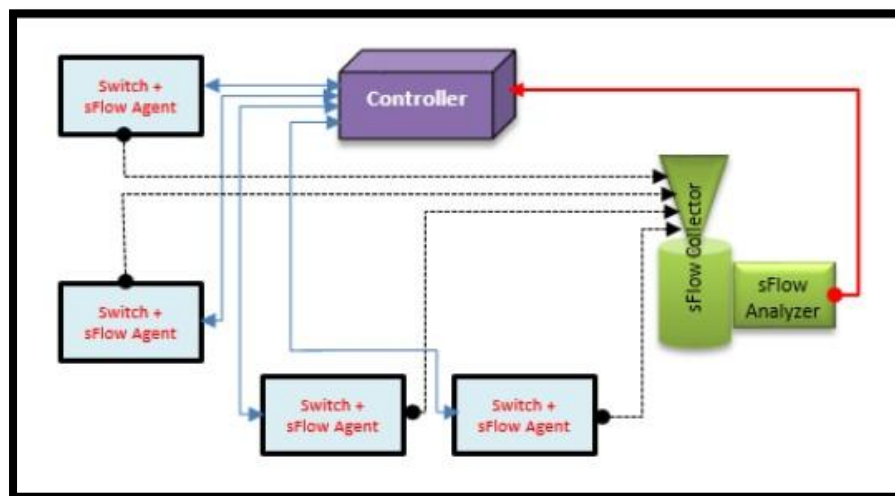 Switch +
sFlow Agent
Controller
sFlow Collector
sFlow
Analyzer
Switch +
sFlow Agent
Switch +
sFlow Agent
Switch +
sFlow Agent